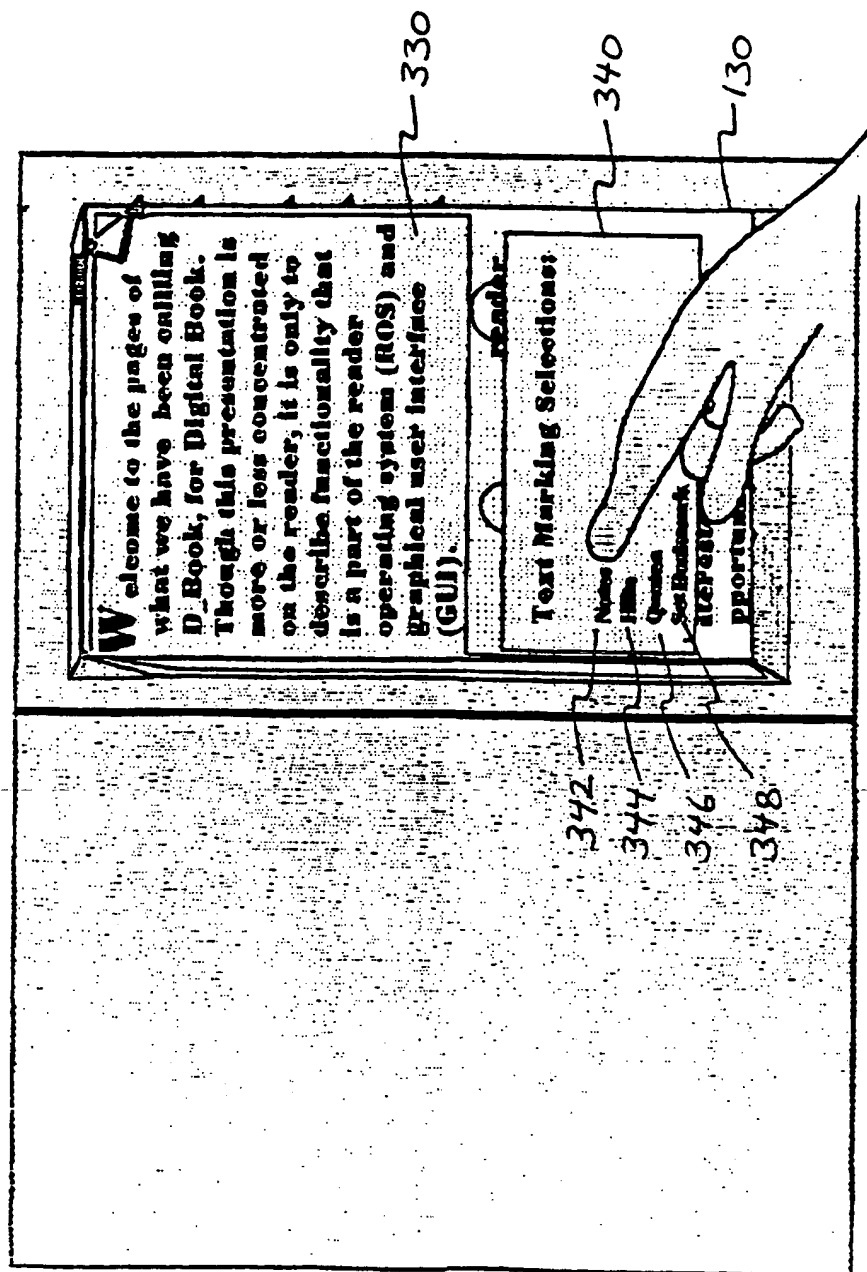 Welcome to the pages of
what we have been calliing
D_Book, for Digital Book.
Though this presentation is
more or less concentrated
on the reader, it is only to
describe functionality that
is a part of the reader
operating system (ROS) and
graphical user interface
(GUI).
330
reader
Text Marking Selections:
340
342
Notes
344
Hilite
346
348
Set Bookmark
130